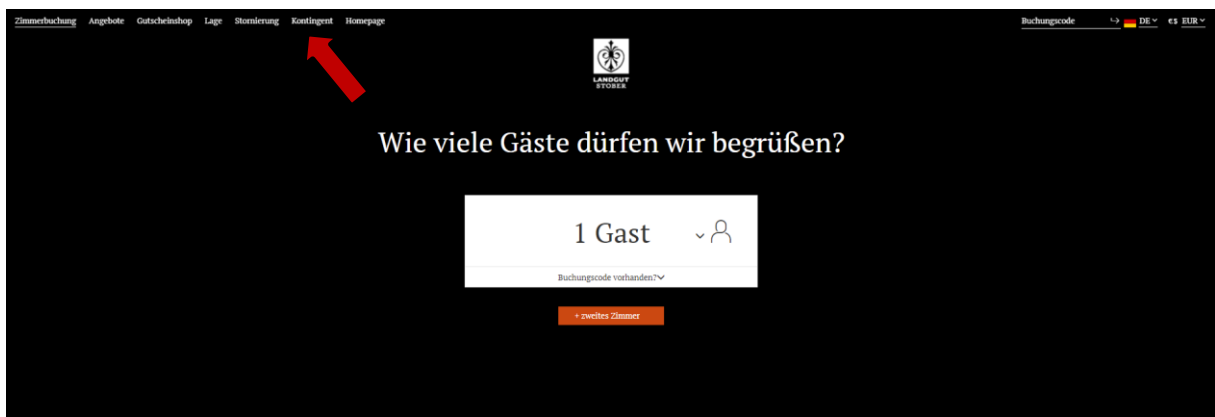 Zimmerbuchung Angebote Gutscheinshop Lage Stornierung Kontingent Homepage
Buchungscode DE €$ EUR
LANDGUT
STOBER
Wie viele Gäste dürfen wir begrüßen?
1 Gast
Buchungscode vorhanden?
+ zweites Zimmer